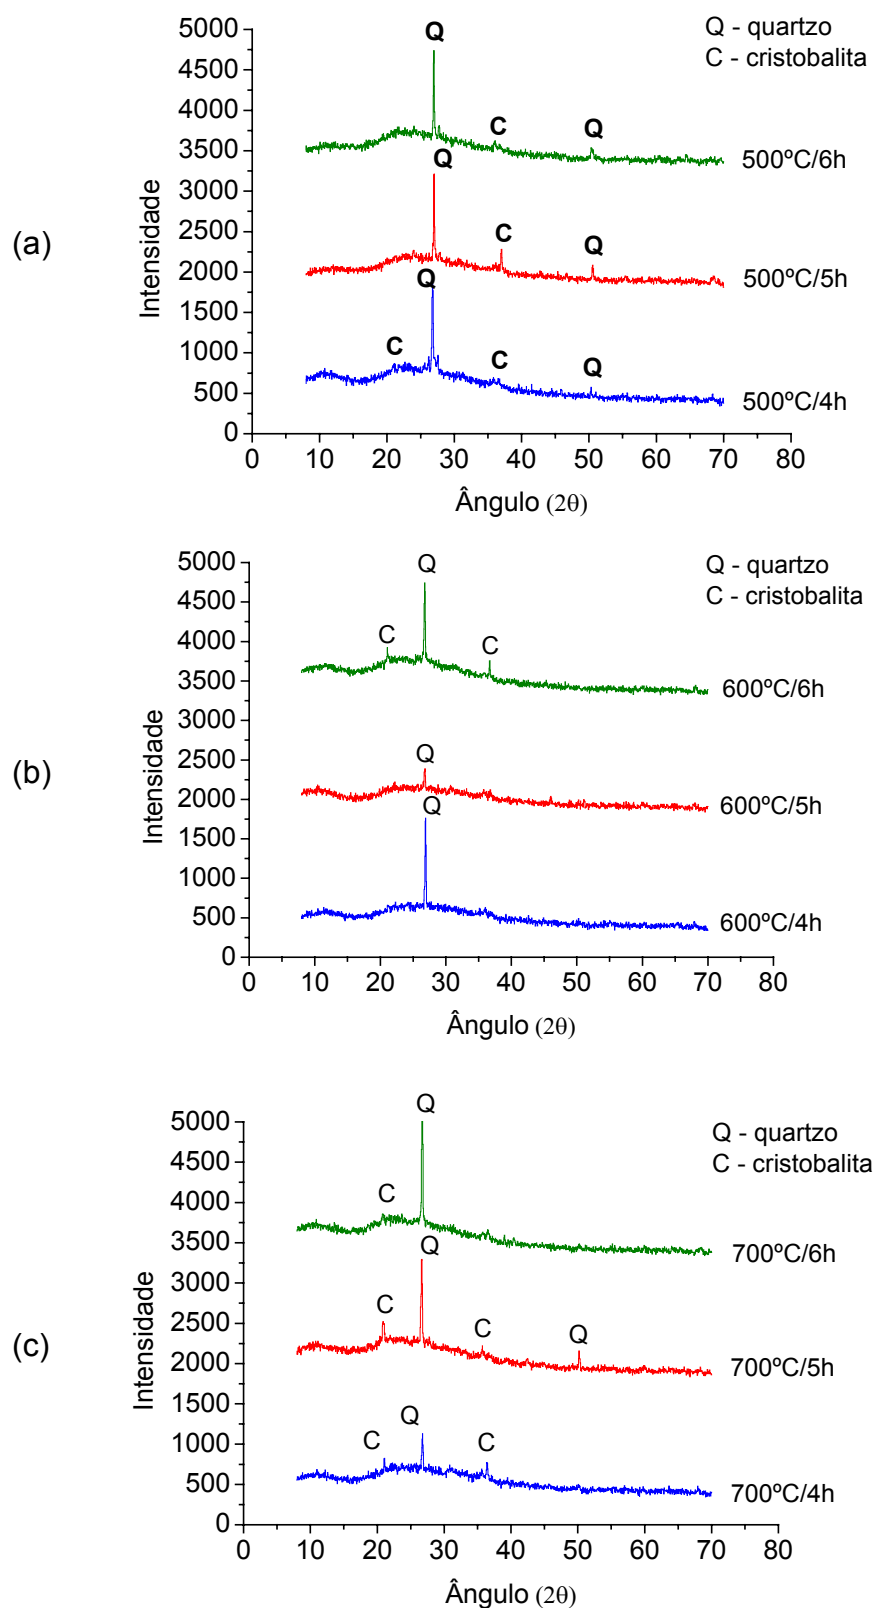 (a)
Intensidade
5000
4500
4000
3500
3000
2500
2000
1500
1000
500
0
Q - quartzo
C - cristobalita
Q
C
Q
500ºC/6h
Q
C
Q
500ºC/5h
Q
C
C
Q
500ºC/4h
0 10 20 30 40 50 60 70 80
Ângulo (2θ)
(b)
Intensidade
5000
4500
4000
3500
3000
2500
2000
1500
1000
500
0
Q - quartzo
C - cristobalita
Q
C
C
600ºC/6h
Q
600ºC/5h
Q
600ºC/4h
0 10 20 30 40 50 60 70 80
Ângulo (2θ)
(c)
Intensidade
5000
4500
4000
3500
3000
2500
2000
1500
1000
500
0
Q - quartzo
C - cristobalita
Q
C
700ºC/6h
Q
C
C
Q
700ºC/5h
Q
C
C
700ºC/4h
0 10 20 30 40 50 60 70 80
Ângulo (2θ)